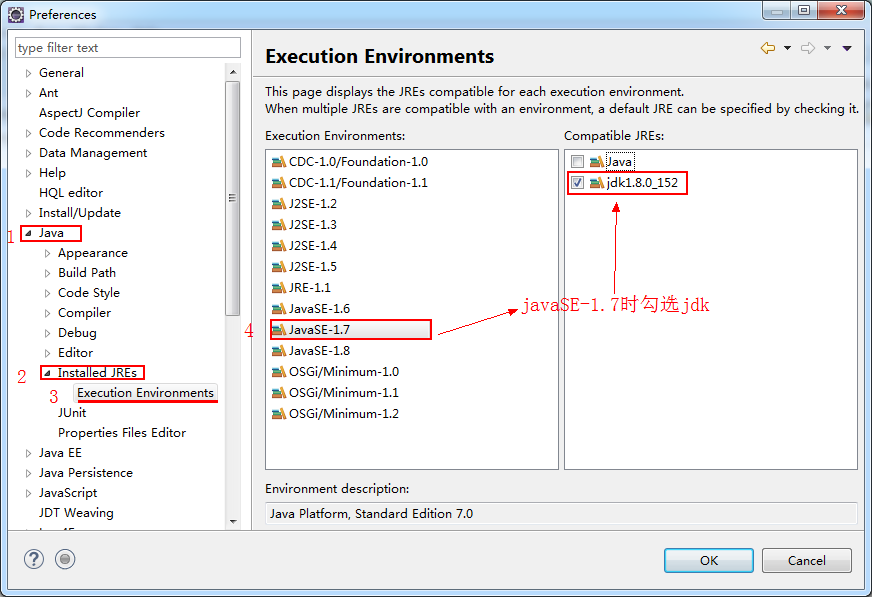 Preferences
type filter text
General
Ant
AspectJ Compiler
Code Recommenders
Data Management
Help
HQL editor
Install/Update
1
Java
Appearance
Build Path
Code Style
Compiler
Debug
Editor
2
Installed JREs
3
Execution Environments
JUnit
Properties Files Editor
Java EE
Java Persistence
JavaScript
JDT Weaving
Execution Environments
This page displays the JREs compatible for each execution environment.
When multiple JREs are compatible with an environment, a default JRE can be specified by checking it.
Execution Environments:
CDC-1.0/Foundation-1.0
CDC-1.1/Foundation-1.1
J2SE-1.2
J2SE-1.3
J2SE-1.4
J2SE-1.5
JRE-1.1
JavaSE-1.6
4
JavaSE-1.7
JavaSE-1.8
OSGi/Minimum-1.0
OSGi/Minimum-1.1
OSGi/Minimum-1.2
Compatible JREs:
Java
jdk1.8.0_152
javaSE-1.7时勾选jdk
Environment description:
Java Platform, Standard Edition 7.0
OK
Cancel